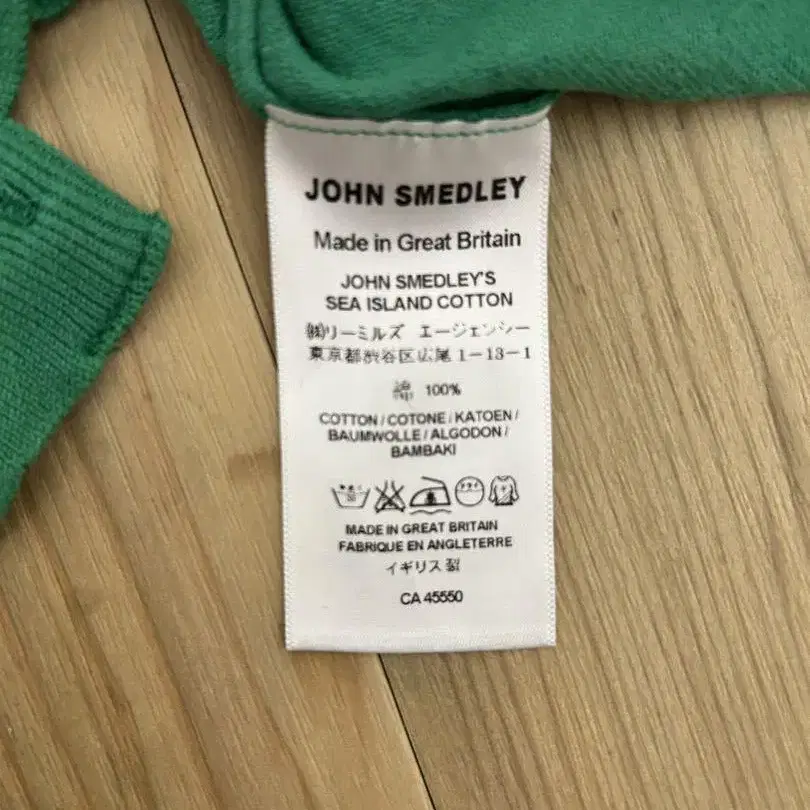 JOHN SMEDLEY
Made in Great Britain
JOHN SMEDLEY'S
SEA ISLAND COTTON
㈱リーミルズ エージェンシー
東京都渋谷区広尾 1-13-1
綿 100%
COTTON / COTONE / KATOEN /
BAUMWOLLE / ALGODON /
BAMBAKI
MADE IN GREAT BRITAIN
FABRIQUE EN ANGLETERRE
イギリス製
CA 45550